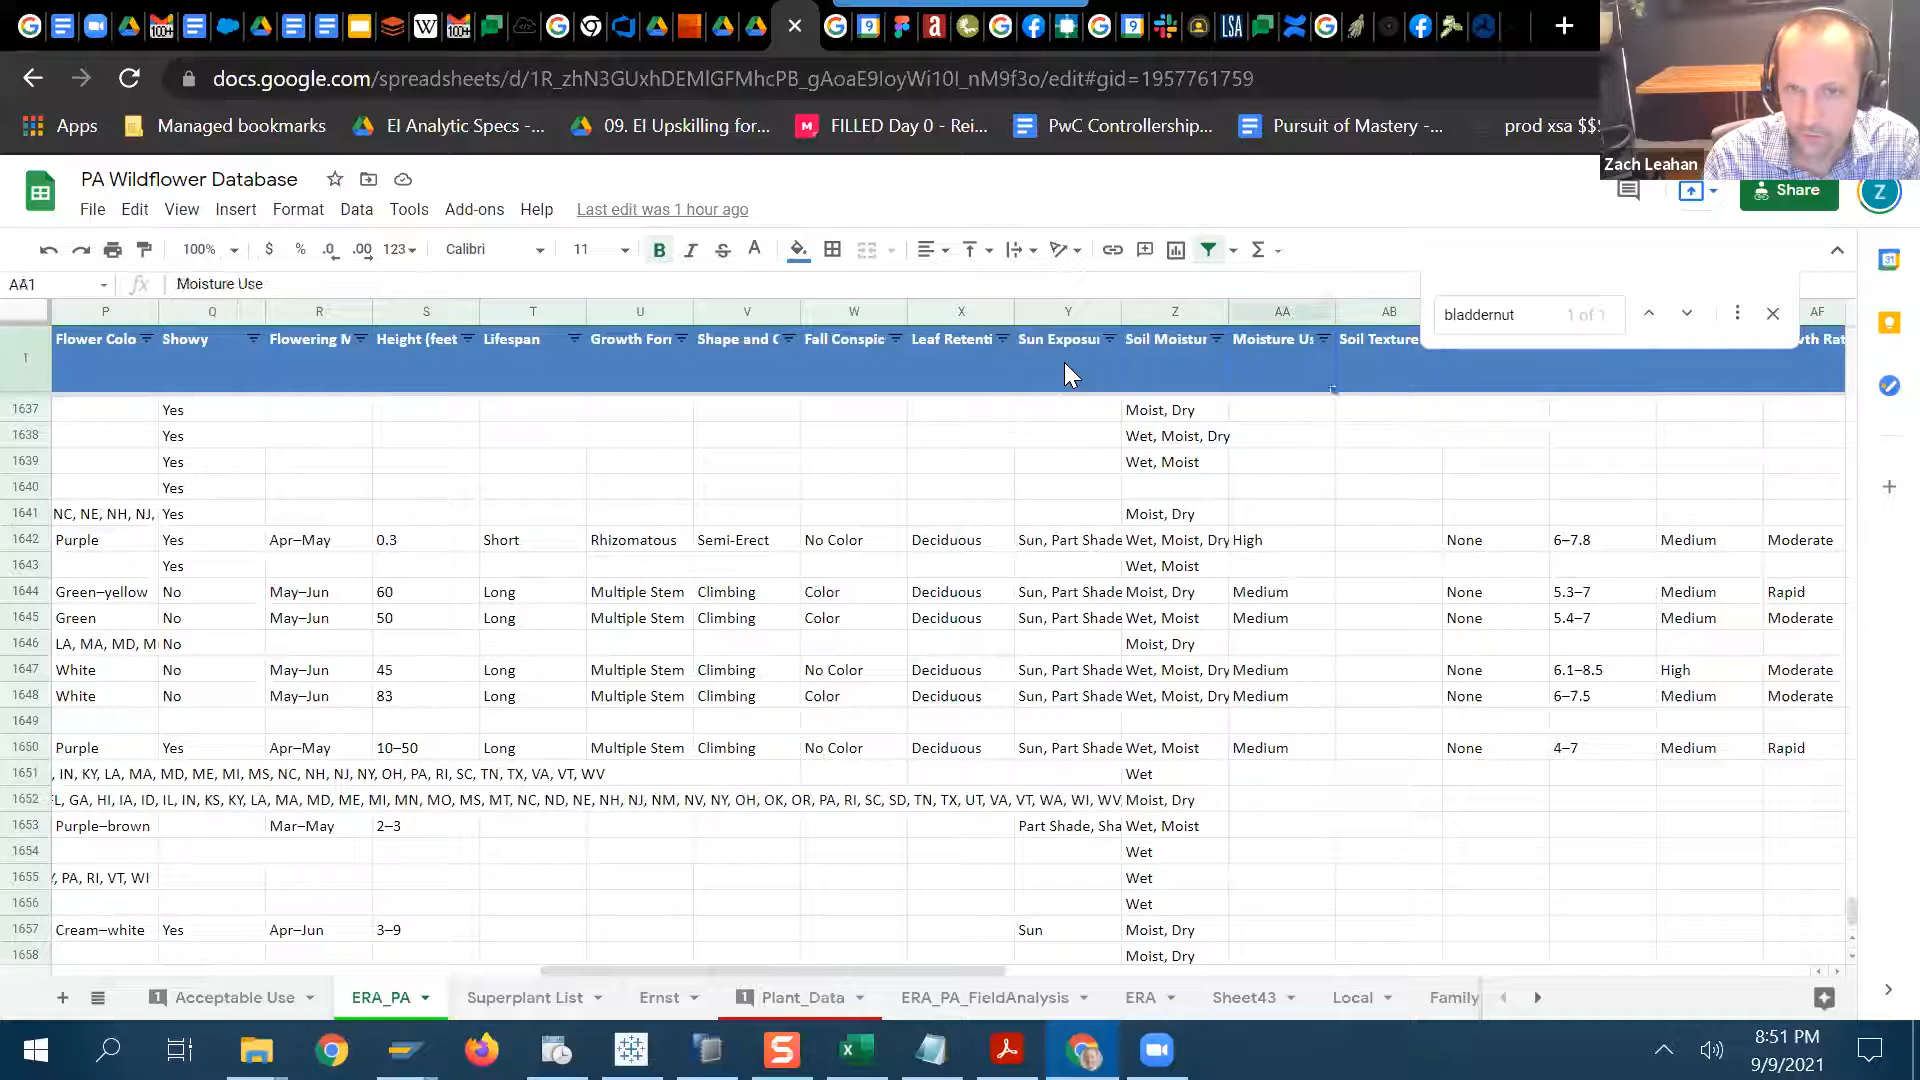 docs.google.com/spreadsheets/d/1R_zhN3GUxhDEMlGFMhcPB_gAoaE9IoyWi10I_nM9f3o/edit#gid=1957761759
Apps Managed bookmarks EI Analytic Specs -... 09. EI Upskilling for... FILLED Day 0 - Rei... PwC Controllership... Pursuit of Mastery -... prod xsa $$
Zach Leahan
PA Wildflower Database
File Edit View Insert Format Data Tools Add-ons Help Last edit was 1 hour ago
Share
100% $ % .0 .00 123 Calibri 11 B
AA1 fx Moisture Use
bladdernut 1 of 1
P Q R S T U V W X Y Z AA AB AF
1 Flower Colo Showy Flowering M Height (feet Lifespan Growth Forr Shape and C Fall Conspic Leaf Retenti Sun Exposur Soil Moistur Moisture Us Soil Texture wth Rat
1637 Yes Moist, Dry
1638 Yes Wet, Moist, Dry
1639 Yes Wet, Moist
1640 Yes
1641 NC, NE, NH, NJ, Yes Moist, Dry
1642 Purple Yes Apr–May 0.3 Short Rhizomatous Semi-Erect No Color Deciduous Sun, Part Shade Wet, Moist, Dry High None 6–7.8 Medium Moderate
1643 Yes Wet, Moist
1644 Green–yellow No May–Jun 60 Long Multiple Stem Climbing Color Deciduous Sun, Part Shade Moist, Dry Medium None 5.3–7 Medium Rapid
1645 Green No May–Jun 50 Long Multiple Stem Climbing Color Deciduous Sun, Part Shade Wet, Moist Medium None 5.4–7 Medium Moderate
1646 LA, MA, MD, M No Moist, Dry
1647 White No May–Jun 45 Long Multiple Stem Climbing No Color Deciduous Sun, Part Shade Wet, Moist, Dry Medium None 6.1–8.5 High Moderate
1648 White No May–Jun 83 Long Multiple Stem Climbing Color Deciduous Sun, Part Shade Wet, Moist, Dry Medium None 6–7.5 Medium Moderate
1649
1650 Purple Yes Apr–May 10–50 Long Multiple Stem Climbing No Color Deciduous Sun, Part Shade Wet, Moist Medium None 4–7 Medium Rapid
1651 , IN, KY, LA, MA, MD, ME, MI, MS, NC, NH, NJ, NY, OH, PA, RI, SC, TN, TX, VA, VT, WV Wet
1652 L, GA, HI, IA, ID, IL, IN, KS, KY, LA, MA, MD, ME, MI, MN, MO, MS, MT, NC, ND, NE, NH, NJ, NM, NV, NY, OH, OK, OR, PA, RI, SC, SD, TN, TX, UT, VA, VT, WA, WI, WV Moist, Dry
1653 Purple–brown Mar–May 2–3 Part Shade, Sha Wet, Moist
1654 Wet
1655 , PA, RI, VT, WI Wet
1656 Wet
1657 Cream–white Yes Apr–Jun 3–9 Sun Moist, Dry
1658 Moist, Dry
1 Acceptable Use ERA_PA Superplant List Ernst 1 Plant_Data ERA_PA_FieldAnalysis ERA Sheet43 Local Family
8:51 PM
9/9/2021